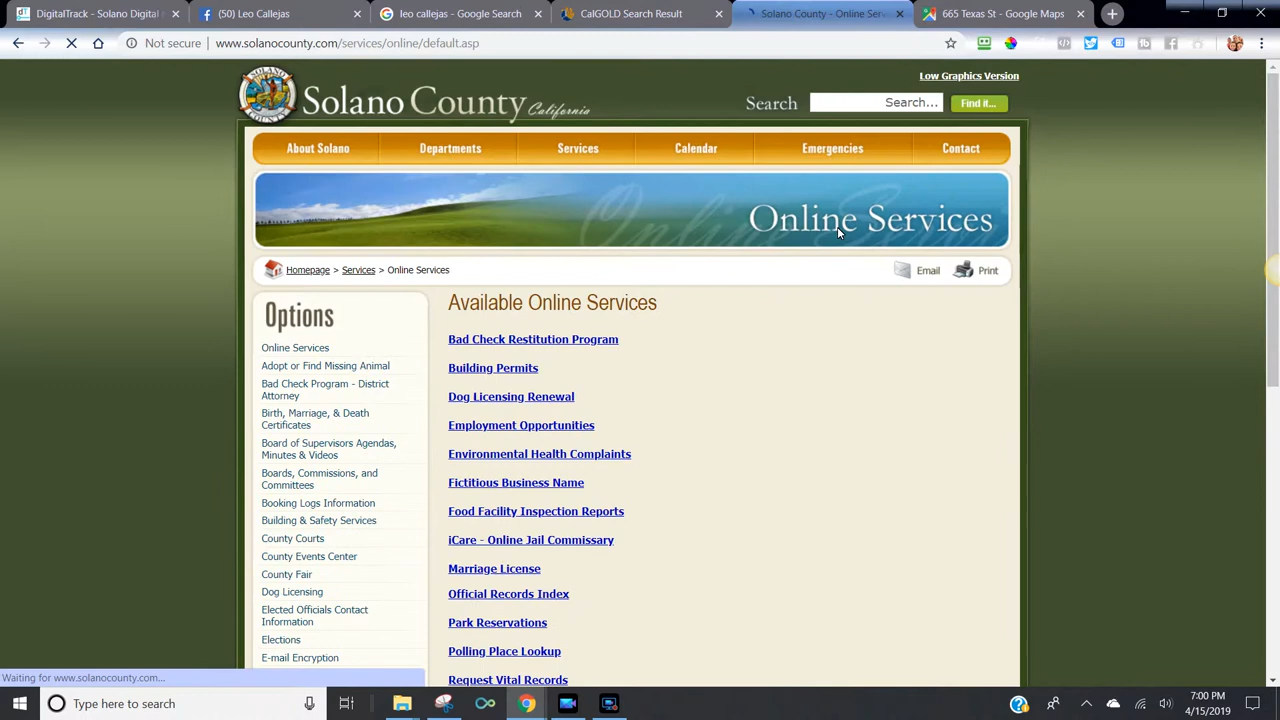 DigitalTrack - DigiTrack Digital
(50) Leo Callejas
leo callejas - Google Search
CalGOLD Search Result
Solano County - Online Ser
665 Texas St - Google Maps
Not secure | www.solanocounty.com/services/online/default.asp
Low Graphics Version
SOLANO
COUNTY
Solano County California
Search
Search...
Find it...
About Solano
Departments
Services
Calendar
Emergencies
Contact
Online Services
Homepage > Services > Online Services
Email
Print
Options
Online Services
Adopt or Find Missing Animal
Bad Check Program - District
Attorney
Birth, Marriage, & Death
Certificates
Board of Supervisors Agendas,
Minutes & Videos
Boards, Commissions, and
Committees
Booking Logs Information
Building & Safety Services
County Courts
County Events Center
County Fair
Dog Licensing
Elected Officials Contact
Information
Elections
E-mail Encryption
Available Online Services
Bad Check Restitution Program
Building Permits
Dog Licensing Renewal
Employment Opportunities
Environmental Health Complaints
Fictitious Business Name
Food Facility Inspection Reports
iCare - Online Jail Commissary
Marriage License
Official Records Index
Park Reservations
Polling Place Lookup
Request Vital Records
Waiting for www.solanocounty.com...
Type here to search
7:00 PM
4/15/2019